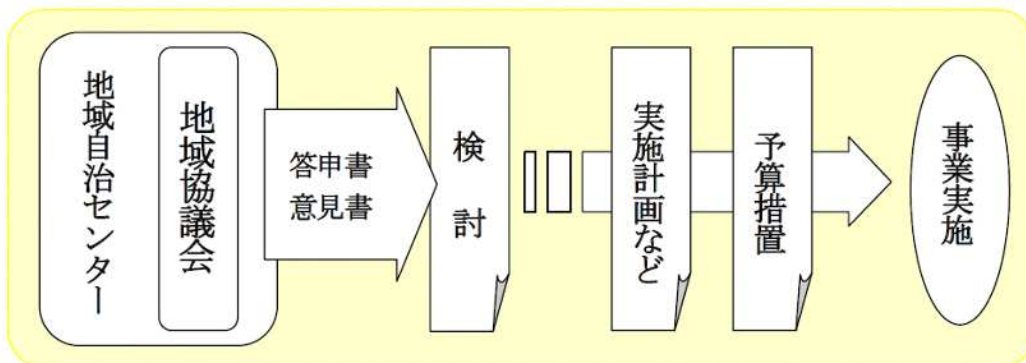 地域自治センター
地域協議会
答申書
意見書
検討
実施計画など
予算措置
事業実施